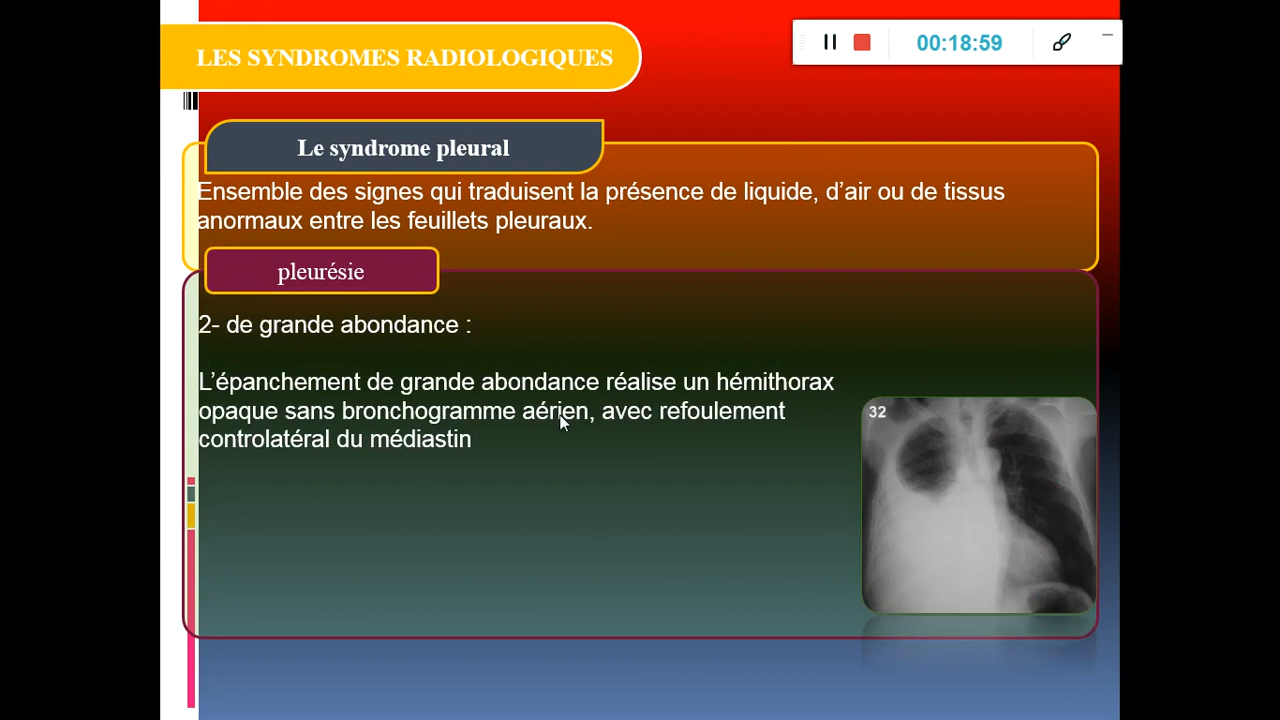 LES SYNDROMES RADIOLOGIQUES
00:18:59
Le syndrome pleural
Ensemble des signes qui traduisent la présence de liquide, d’air ou de tissus
anormaux entre les feuillets pleuraux.
pleurésie
2- de grande abondance :
L’épanchement de grande abondance réalise un hémithorax
opaque sans bronchogramme aérien, avec refoulement
controlatéral du médiastin
32